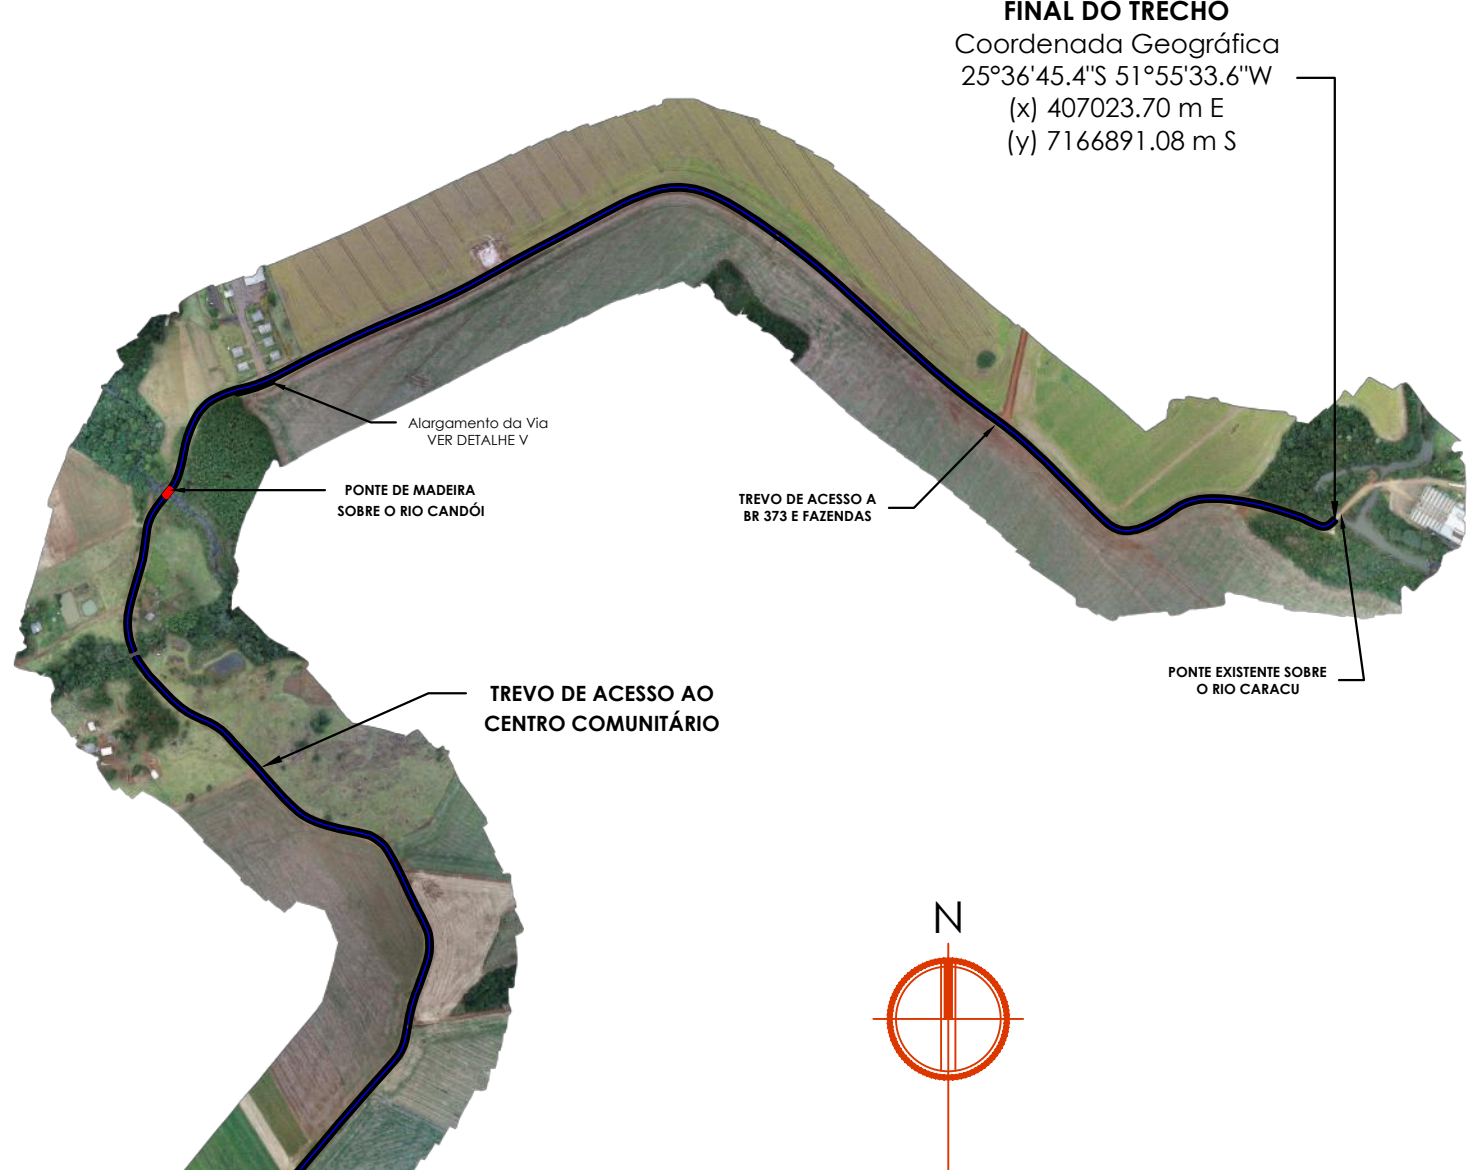 FINAL DO TRECHO
Coordenada Geográfica
25°36'45.4"S 51°55'33.6"W
(x) 407023.70 m E
(y) 7166891.08 m S
Alargamento da Via
VER DETALHE V
PONTE DE MADEIRA
SOBRE O RIO CANDÓI
TREVO DE ACESSO A
BR 373 E FAZENDAS
PONTE EXISTENTE SOBRE
O RIO CARACU
TREVO DE ACESSO AO
CENTRO COMUNITÁRIO
N